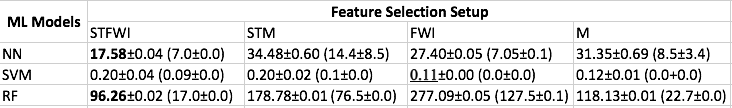 ML Models Feature Selection Setup
STFWI STM FWI M
NN 17.58±0.04 (7.0±0.0) 34.48±0.60 (14.4±8.5) 27.40±0.05 (7.05±0.1) 31.35±0.69 (8.5±3.4)
SVM 0.20±0.04 (0.09±0.0) 0.20±0.02 (0.1±0.0) 0.11±0.00 (0.0±0.0) 0.12±0.01 (0.0+0.0)
RF 96.26±0.02 (17.0±0.0) 178.78±0.01 (76.5±0.0) 277.09±0.05 (127.5±0.1) 118.13±0.01 (22.7±0.0)